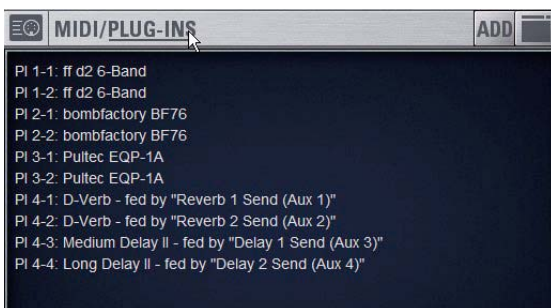 MIDI/PLUG-INS ADD
PI 1-1: ff d2 6-Band
PI 1-2: ff d2 6-Band
PI 2-1: bombfactory BF76
PI 2-2: bombfactory BF76
PI 3-1: Pultec EQP-1A
PI 3-2: Pultec EQP-1A
PI 4-1: D-Verb - fed by "Reverb 1 Send (Aux 1)"
PI 4-2: D-Verb - fed by "Reverb 2 Send (Aux 2)"
PI 4-3: Medium Delay II - fed by "Delay 1 Send (Aux 3)"
PI 4-4: Long Delay II - fed by "Delay 2 Send (Aux 4)"